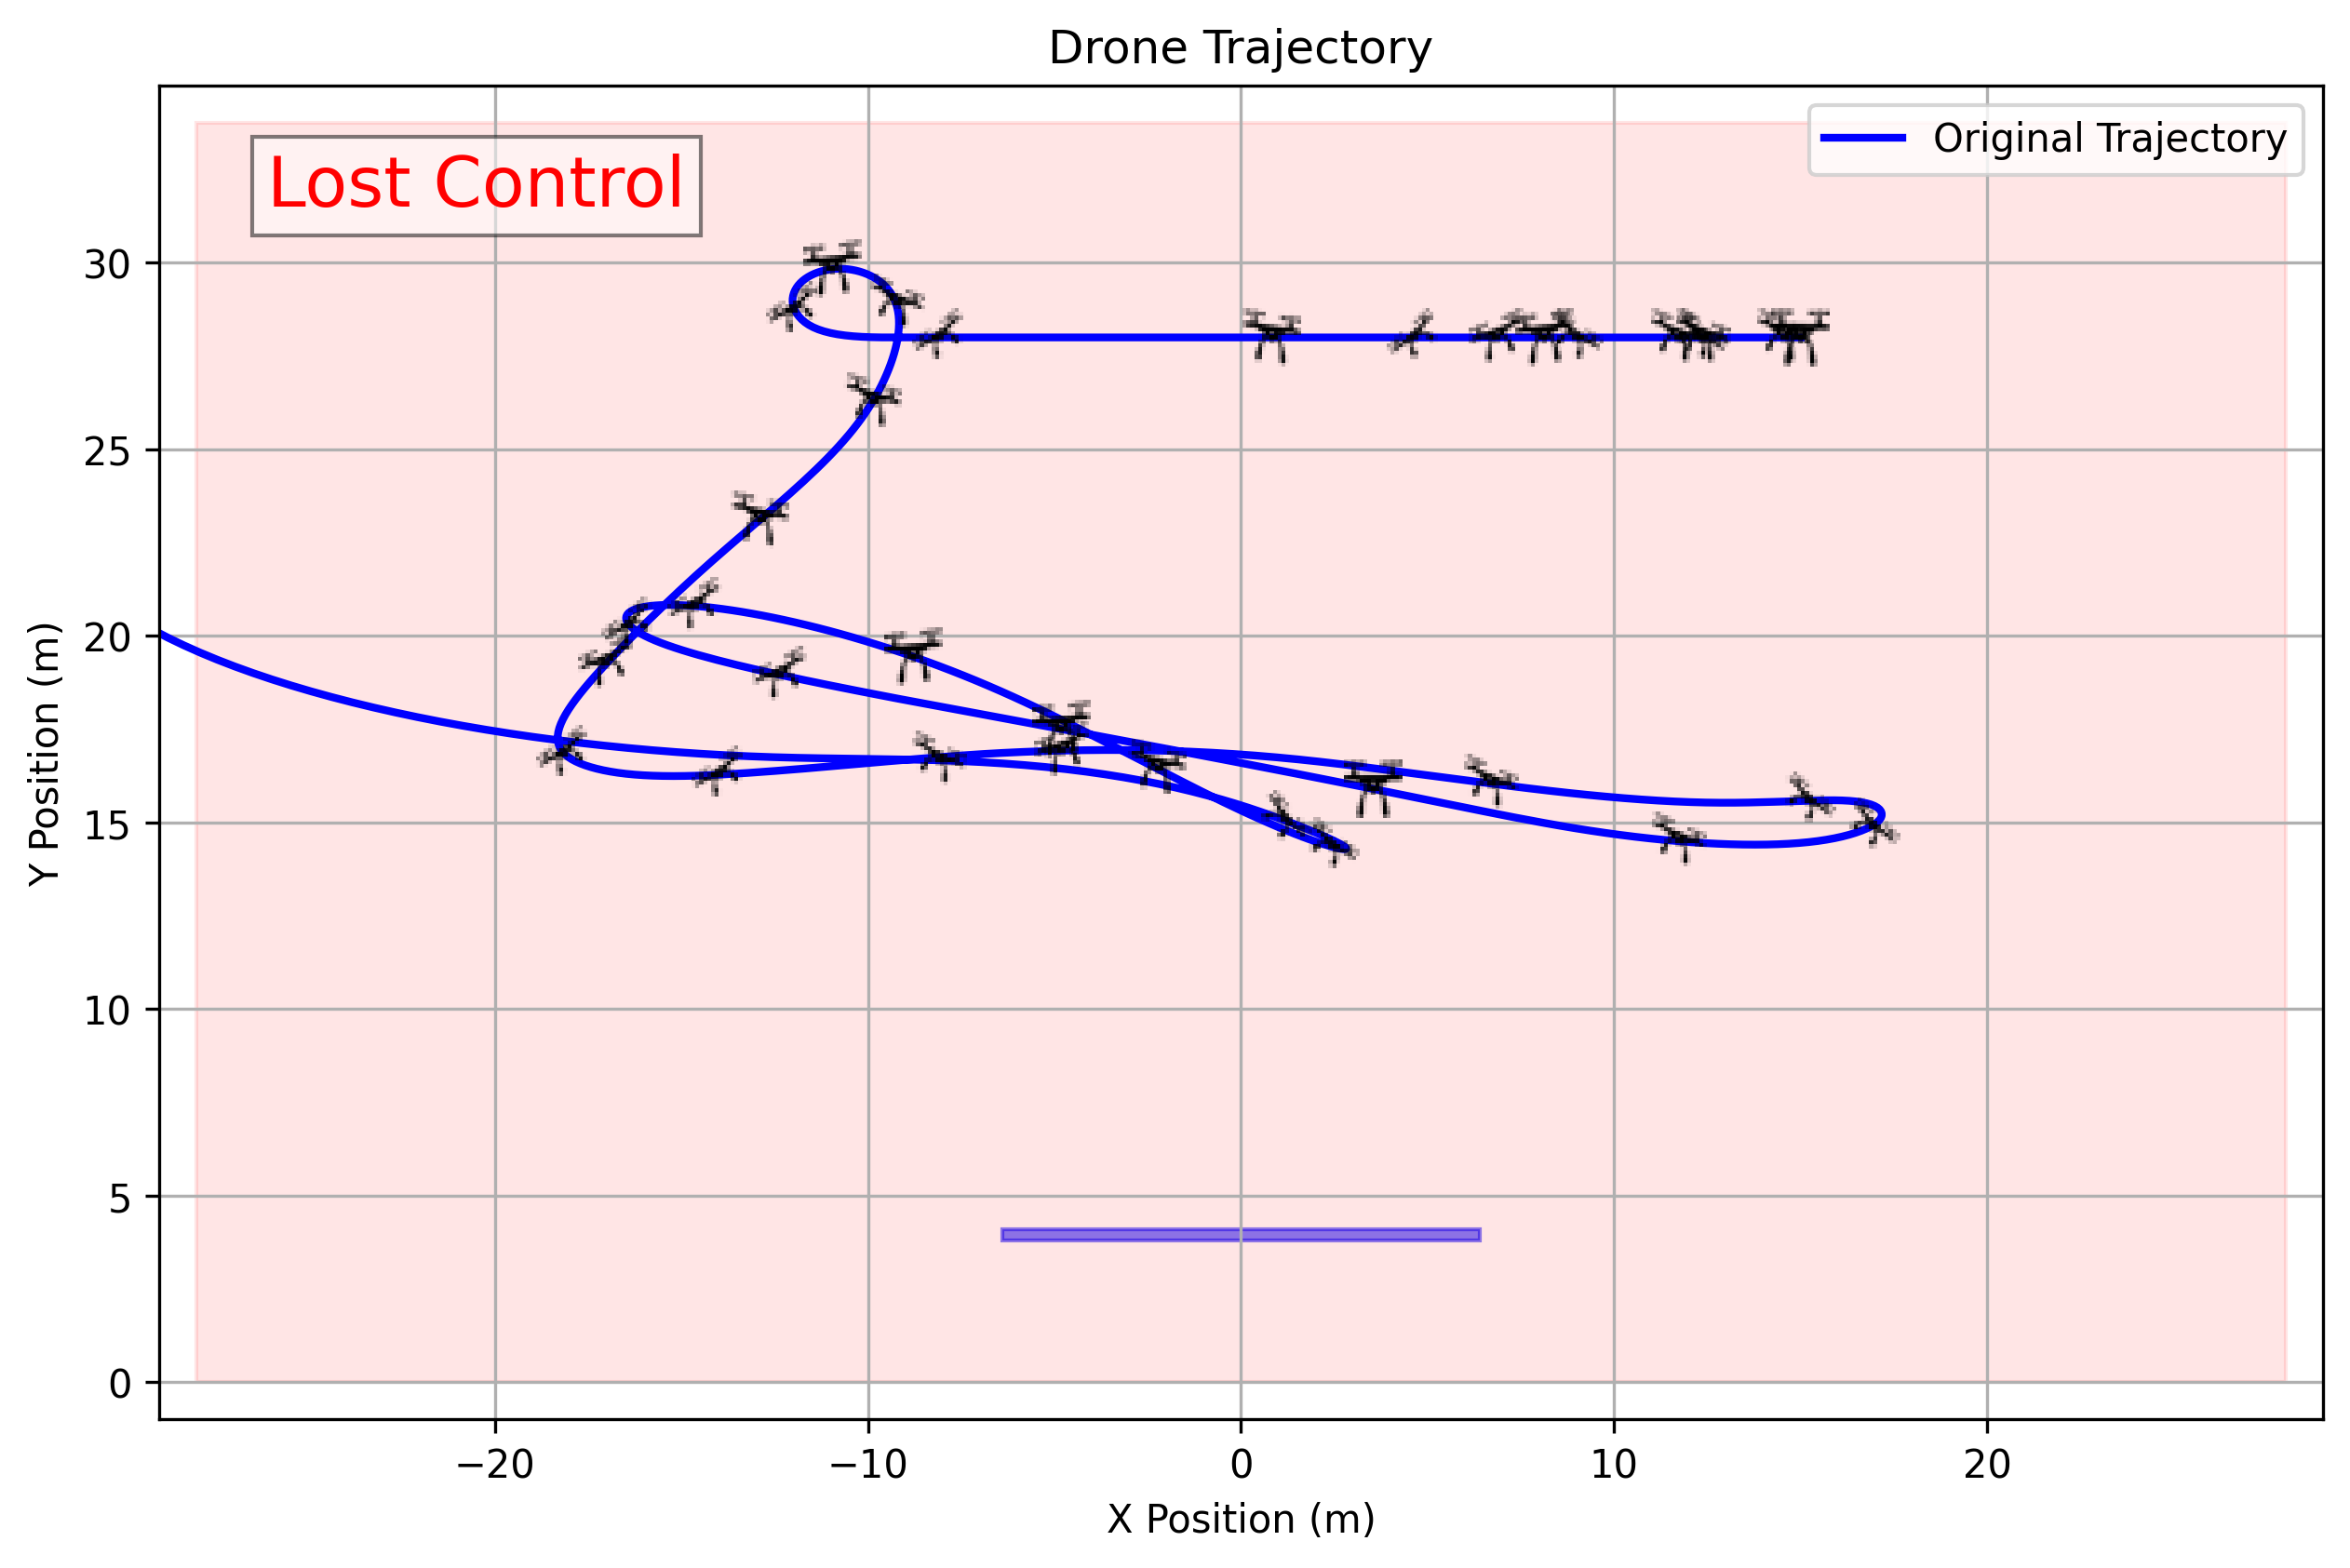 Drone Trajectory
Lost Control
Original Trajectory
Y Position (m)
30
25
20
15
10
5
0
−20
−10
0
10
20
X Position (m)